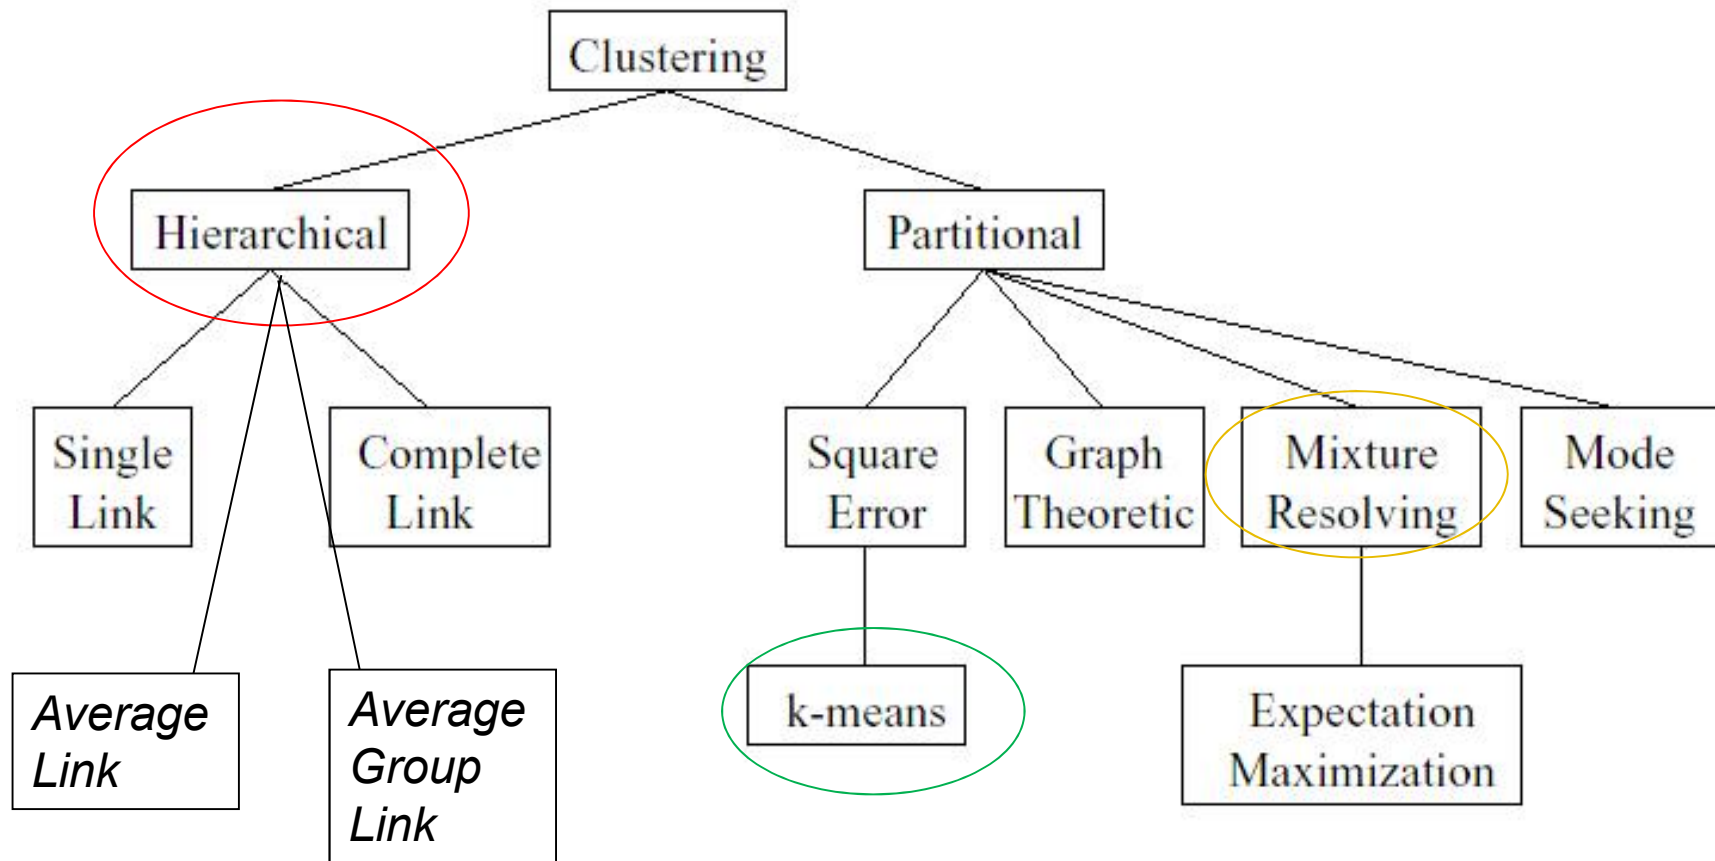 Clustering
Hierarchical
Partitional
Single
Link
Complete
Link
Square
Error
Graph
Theoretic
Mixture
Resolving
Mode
Seeking
Average
Link
Average
Group
Link
k-means
Expectation
Maximization